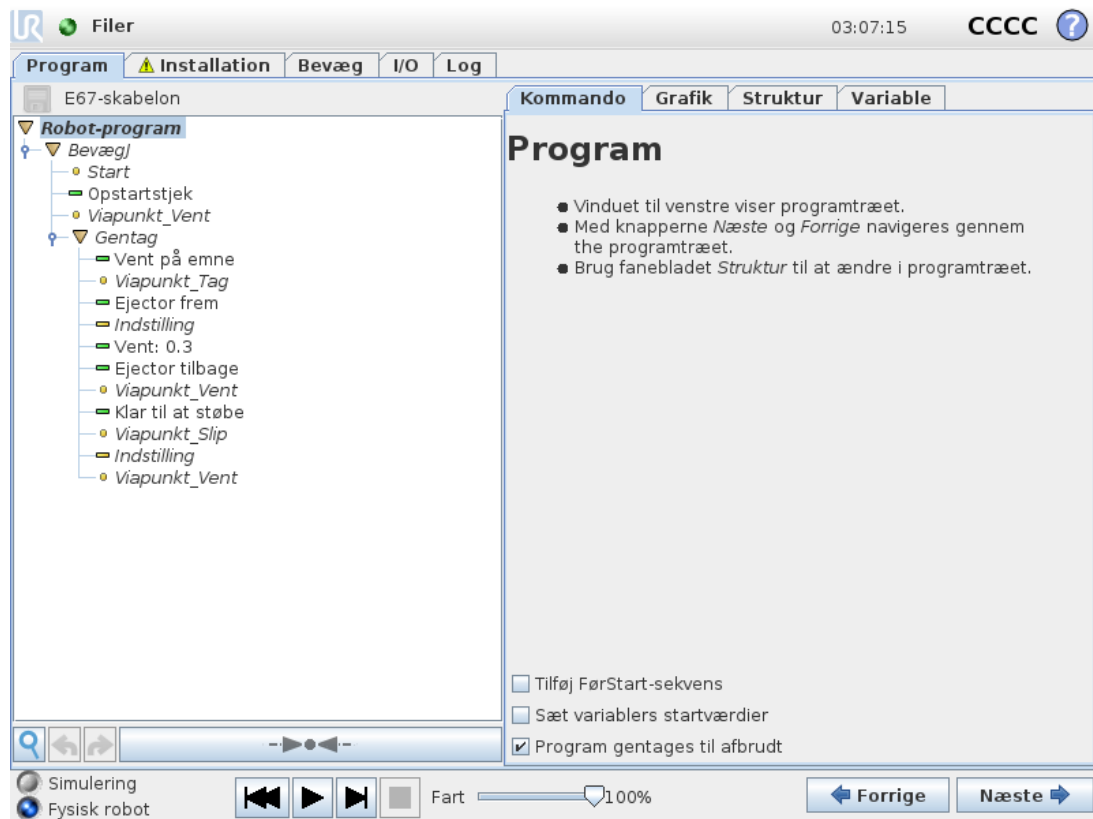 UR
Filer
03:07:15
CCCC
?
Program
Installation
Bevæg
I/O
Log
E67-skabelon
Robot-program
BevægJ
Start
Opstartstjek
Viapunkt_Vent
Gentag
Vent på emne
Viapunkt_Tag
Ejector frem
Indstilling
Vent: 0.3
Ejector tilbage
Viapunkt_Vent
Klar til at støbe
Viapunkt_Slip
Indstilling
Viapunkt_Vent
Kommando
Grafik
Struktur
Variable
Program
Vinduet til venstre viser programtræet.
Med knapperne Næste og Forrige navigeres gennem
the programtræet.
Brug fanebladet Struktur til at ændre i programtræet.
Tilføj FørStart-sekvens
Sæt variablers startværdier
Program gentages til afbrudt
Simulering
Fysisk robot
Fart
100%
Forrige
Næste